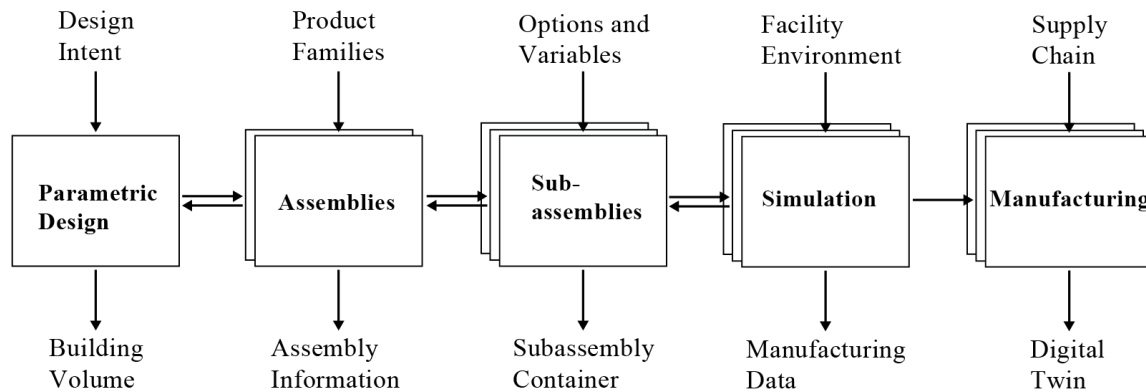 Design
Intent
Product
Families
Options and
Variables
Facility
Environment
Supply
Chain
Parametric
Design
Assemblies
Sub-
assemblies
Simulation
Manufacturing
Building
Volume
Assembly
Information
Subassembly
Container
Manufacturing
Data
Digital
Twin